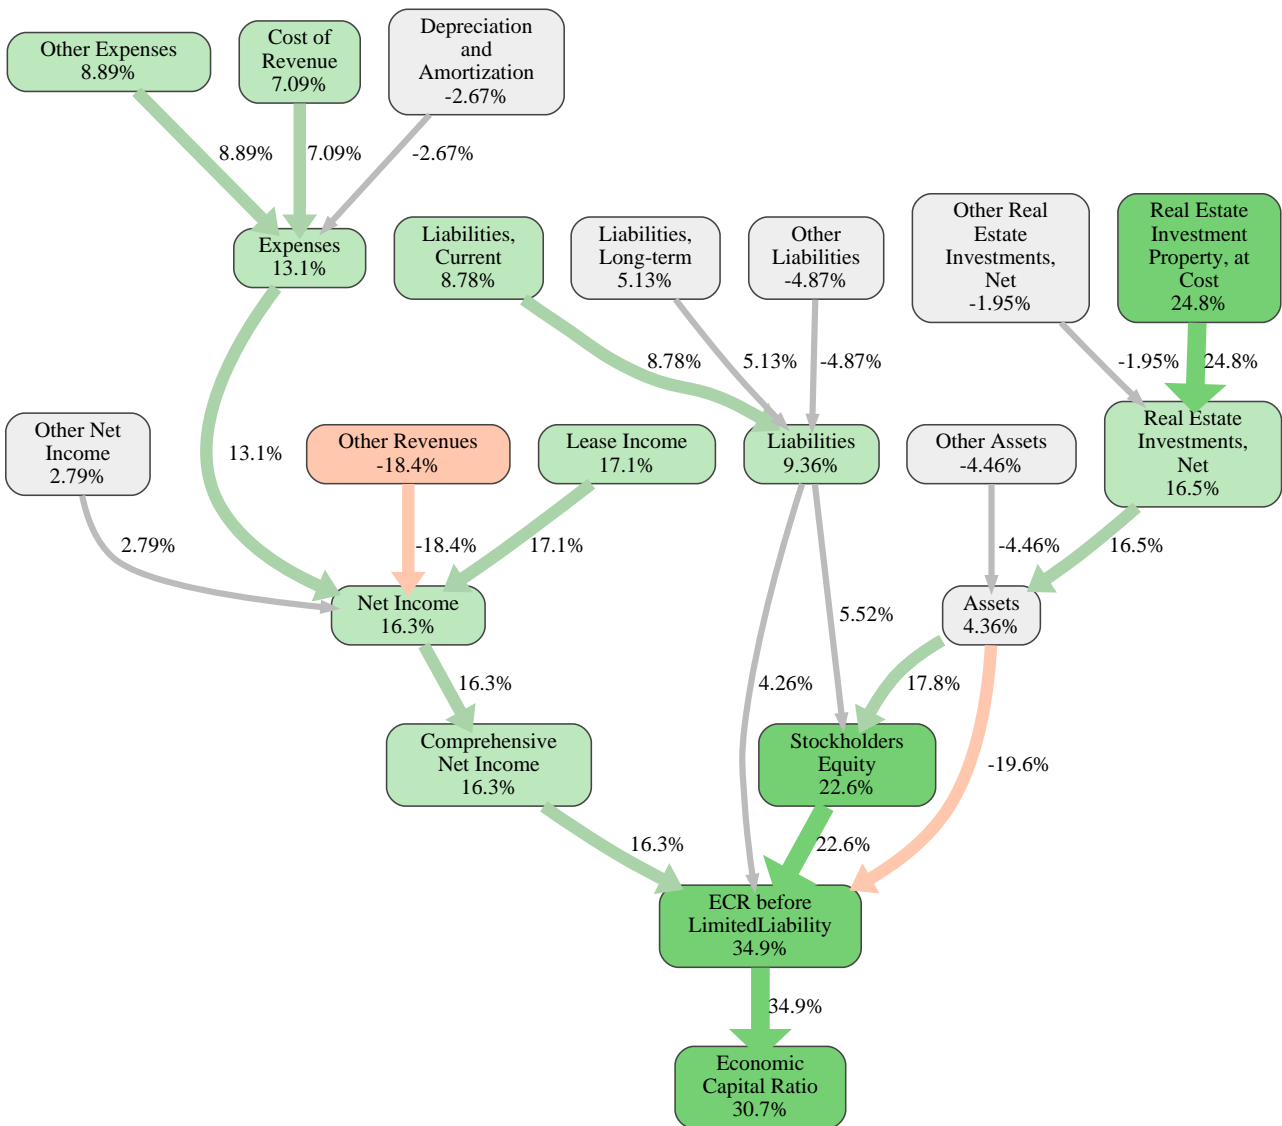 Other Expenses
8.89%
Cost of
Revenue
7.09%
Depreciation
and
Amortization
-2.67%
8.89%
7.09%
-2.67%
Expenses
13.1%
Liabilities,
Current
8.78%
Liabilities,
Long-term
5.13%
Other
Liabilities
-4.87%
Other Real
Estate
Investments,
Net
-1.95%
Real Estate
Investment
Property, at
Cost
24.8%
8.78%
5.13%
-4.87%
-1.95%
24.8%
Other Net
Income
2.79%
13.1%
Other Revenues
-18.4%
Lease Income
17.1%
Liabilities
9.36%
Other Assets
-4.46%
Real Estate
Investments,
Net
16.5%
2.79%
-18.4%
17.1%
-4.46%
16.5%
Net Income
16.3%
5.52%
Assets
4.36%
16.3%
4.26%
17.8%
Comprehensive
Net Income
16.3%
Stockholders
Equity
22.6%
-19.6%
16.3%
22.6%
ECR before
LimitedLiability
34.9%
34.9%
Economic
Capital Ratio
30.7%